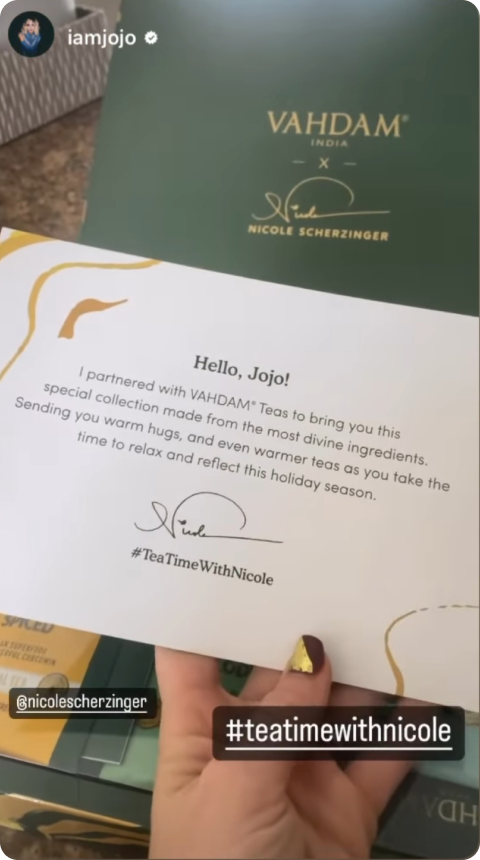 iamjojo
VAHDAM®
INDIA
x
Nicole
NICOLE SCHERZINGER
Hello, Jojo!
I partnered with VAHDAM® Teas to bring you this
special collection made from the most divine ingredients.
Sending you warm hugs, and even warmer teas as you take the
time to relax and reflect this holiday season.
Nicole
#TeaTimeWithNicole
SPICED
@nicolescherzinger
#teatimewithnicole